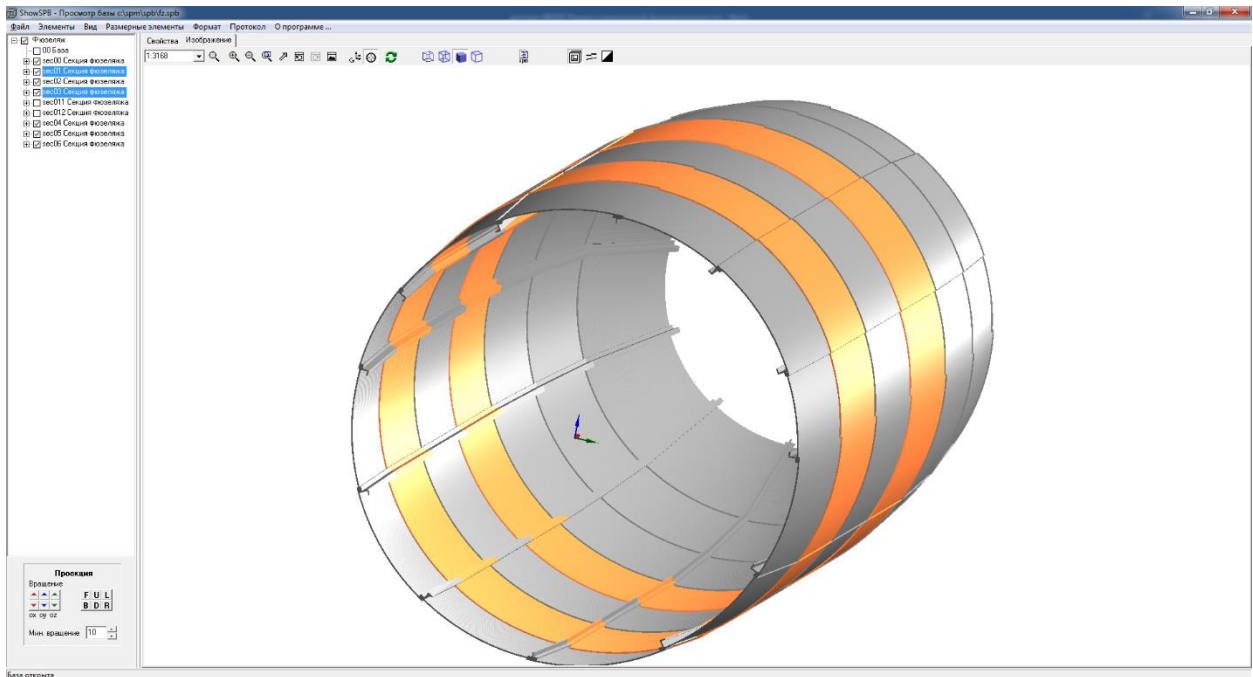 ShowSPB - Просмотр базы c:\spm\spb\fz.spb
Файл Элементы Вид Размерные элементы Формат Протокол О программе ...
Фюзеляж
00 База
sec00 Секция фюзеляжа
sec01 Секция фюзеляжа
sec02 Секция фюзеляжа
sec03 Секция фюзеляжа
sec011 Секция фюзеляжа
sec012 Секция фюзеляжа
sec04 Секция фюзеляжа
sec05 Секция фюзеляжа
sec06 Секция фюзеляжа
Свойства Изображение
1:3168
Проекция
Вращение
F U L
B D R
ox oy oz
Мин. вращение 10
База открыта